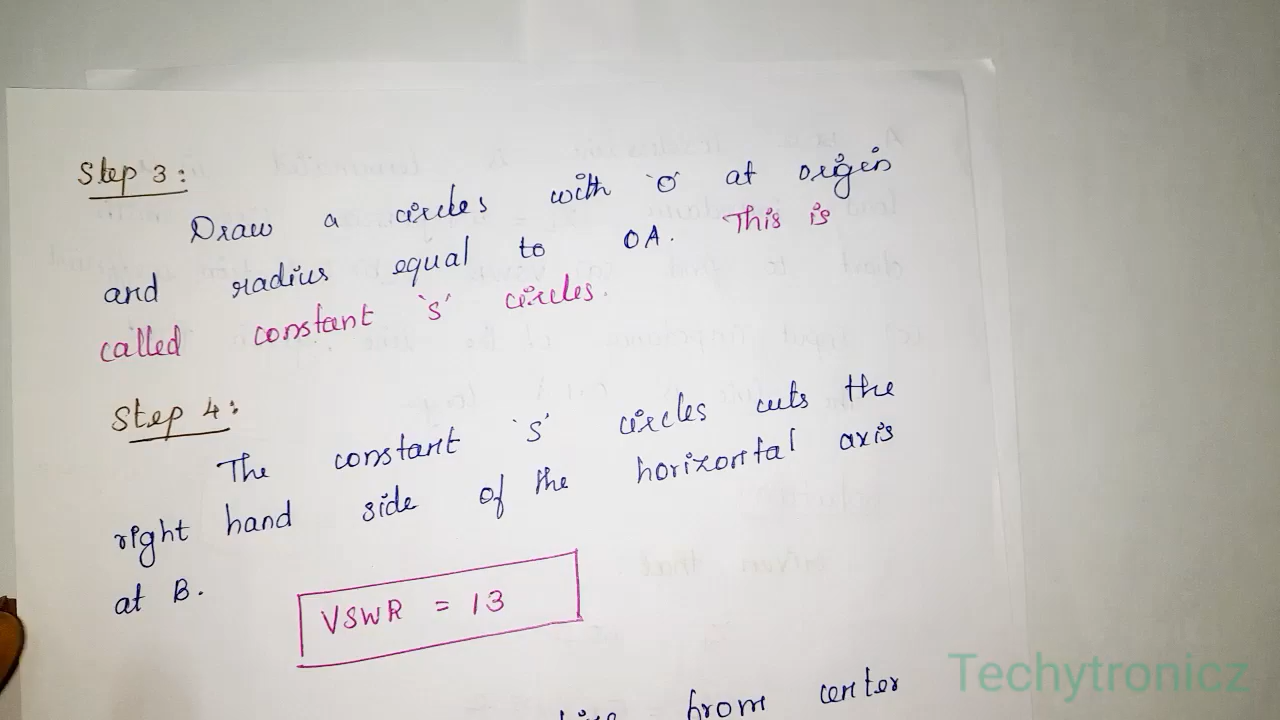 Step 3:
Draw a circles with 'O' at origin
and radius equal to OA. This is
called constant 's' circles.
Step 4:
The constant 's' circles cuts the
right hand side of the horizontal axis
at B.
VSWR = 13
from center
Techytronicz